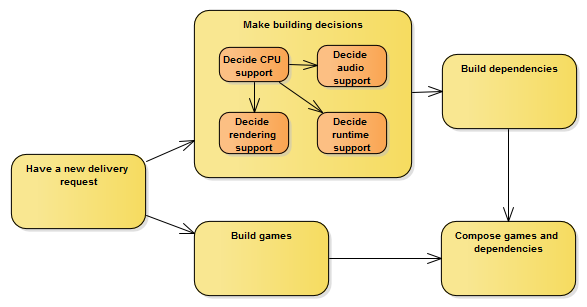 Make building decisions
Decide CPU
support
Decide
audio
support
Build dependencies
Decide
rendering
support
Decide
runtime
support
Have a new delivery
request
Build games
Compose games and
dependencies